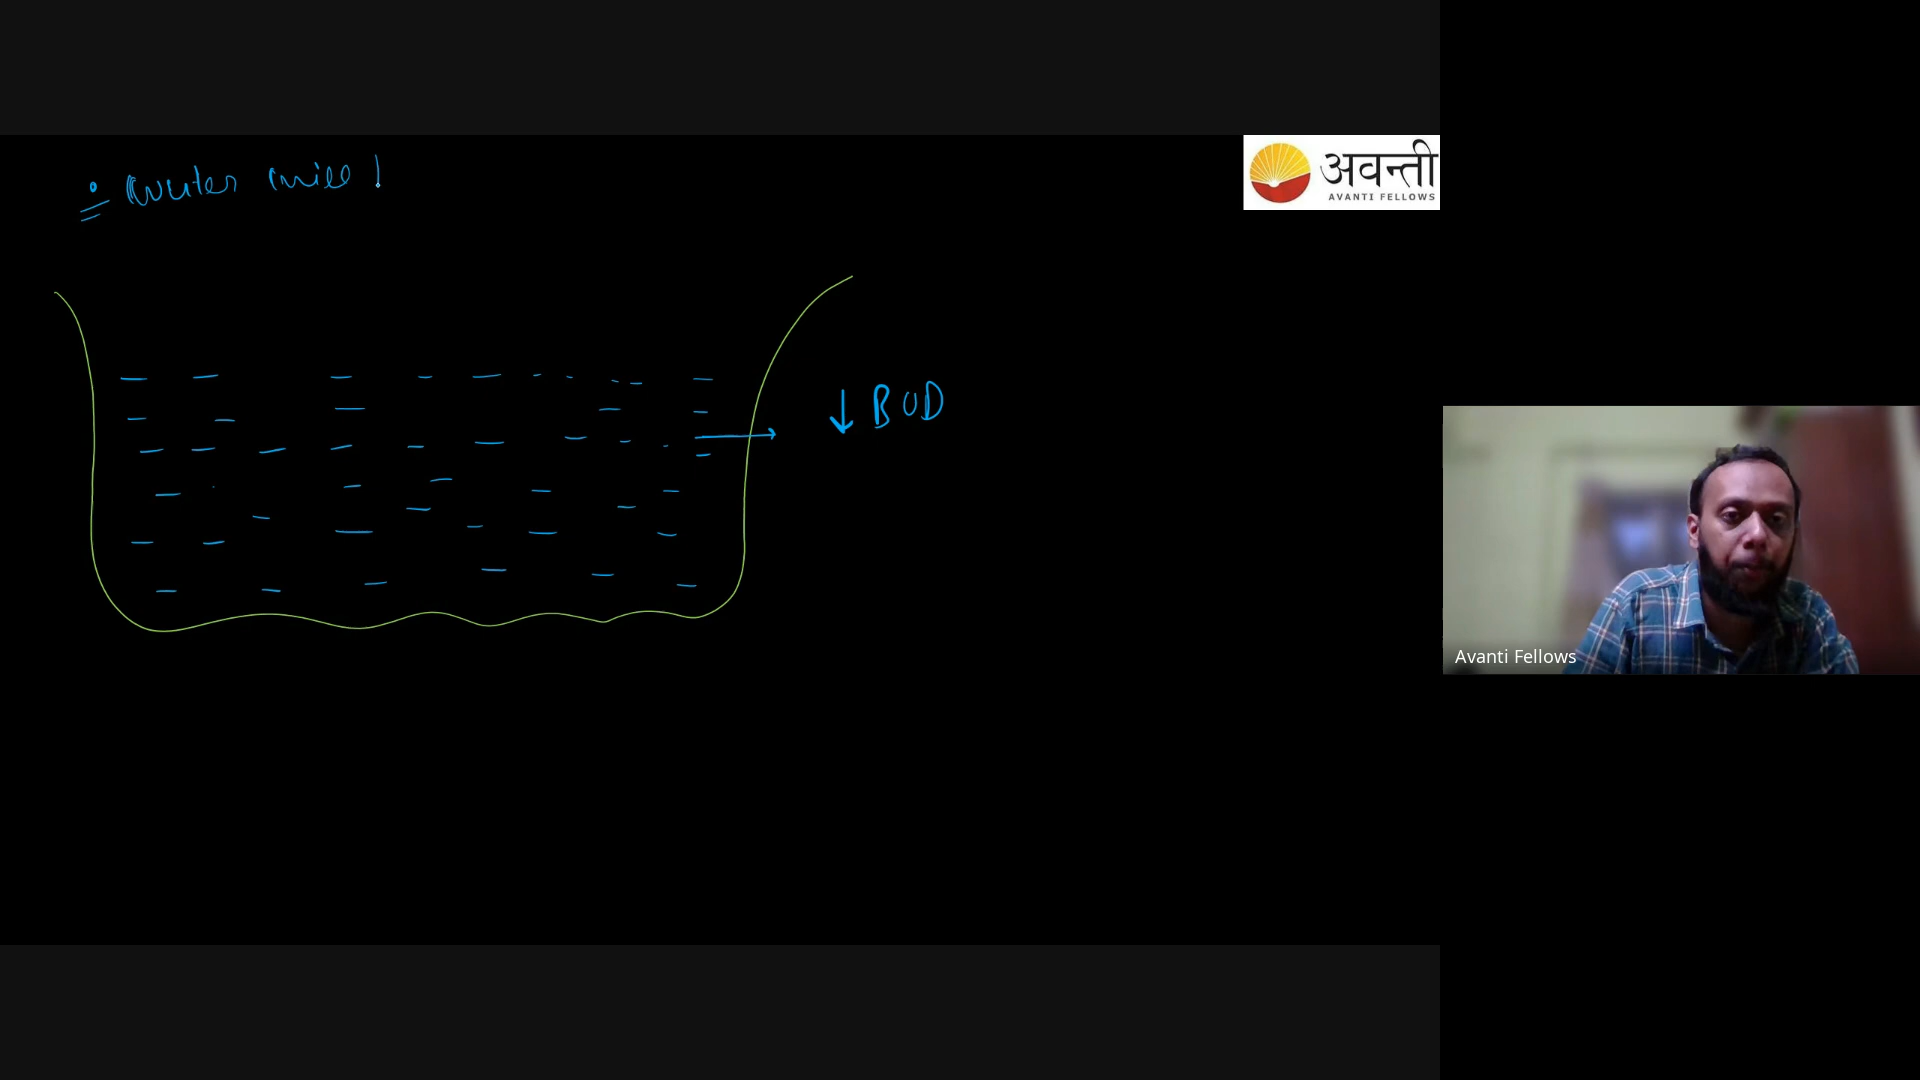 water will
अवन्ती
AVANTI FELLOWS
↓ BOD
Avanti Fellows